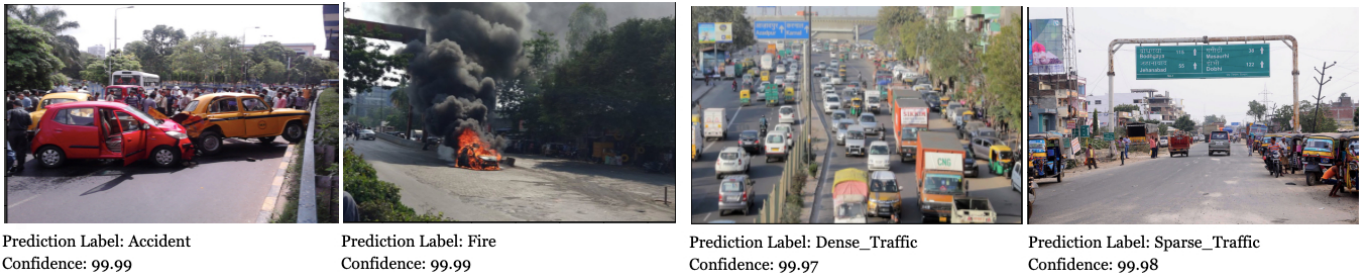 CNG
Prediction Label: Accident
Confidence: 99.99
Prediction Label: Fire
Confidence: 99.99
Prediction Label: Dense_Traffic
Confidence: 99.97
Prediction Label: Sparse_Traffic
Confidence: 99.98